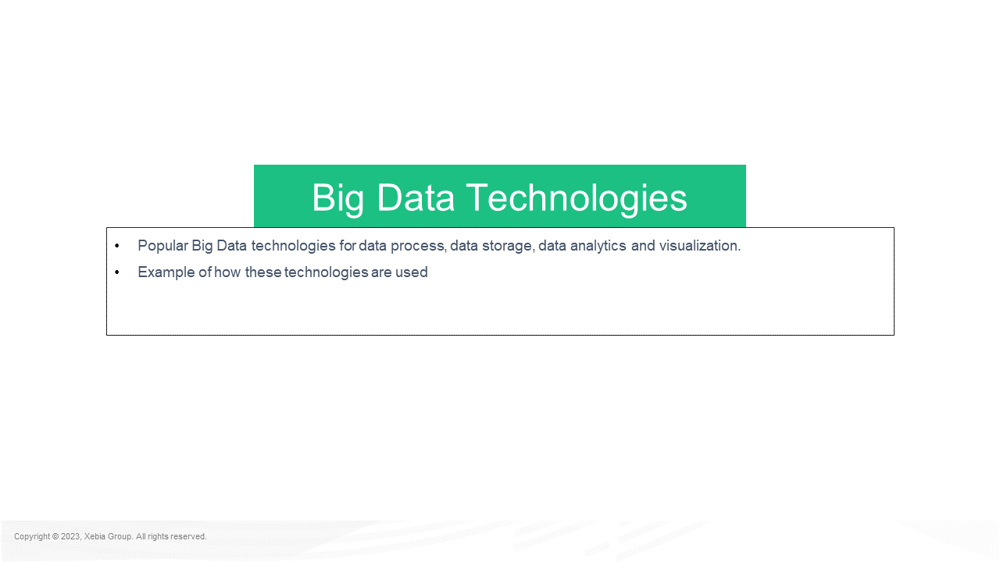 Big Data Technologies
• Popular Big Data technologies for data process, data storage, data analytics and visualization.
• Example of how these technologies are used
Copyright © 2023, Xebia Group. All rights reserved.